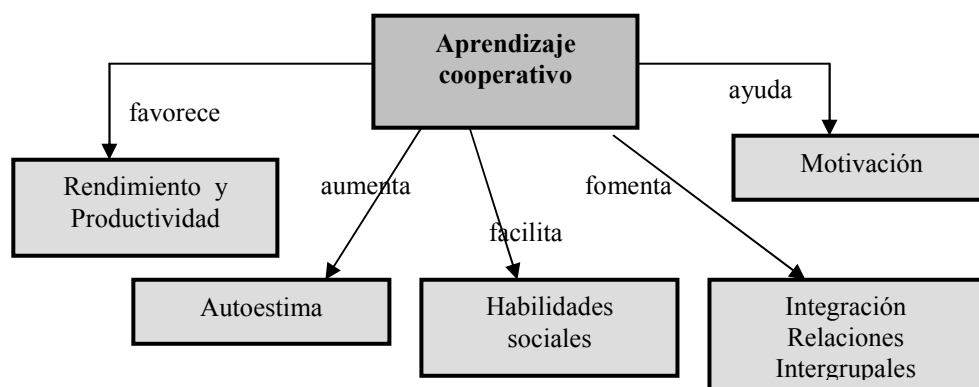 Aprendizaje
cooperativo
favorece
ayuda
Rendimiento y
Productividad
aumenta
fomenta
Motivación
facilita
Autoestima
Habilidades
sociales
Integración
Relaciones
Intergrupales